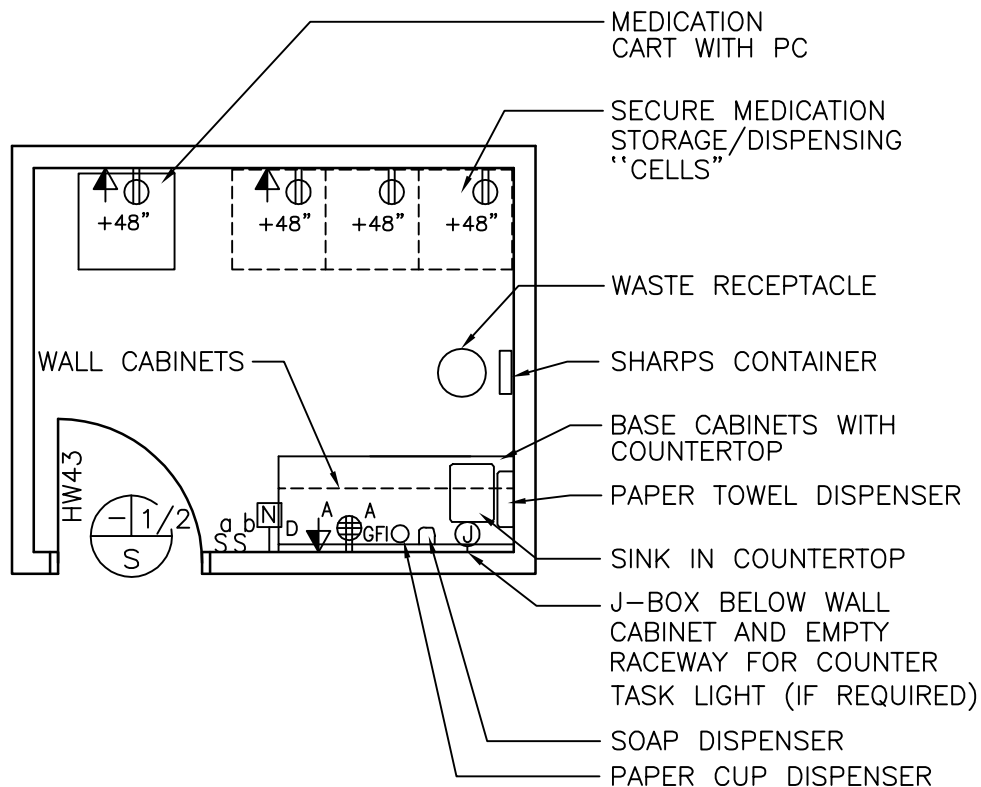 MEDICATION
CART WITH PC
SECURE MEDICATION
STORAGE/DISPENSING
‘‘CELLS”
+48” +48” +48” +48”
WASTE RECEPTACLE
WALL CABINETS
SHARPS CONTAINER
BASE CABINETS WITH
COUNTERTOP
PAPER TOWEL DISPENSER
HW43
- 1/2
S
a b
SS
N
D
A
A
GFI
J
SINK IN COUNTERTOP
J-BOX BELOW WALL
CABINET AND EMPTY
RACEWAY FOR COUNTER
TASK LIGHT (IF REQUIRED)
SOAP DISPENSER
PAPER CUP DISPENSER